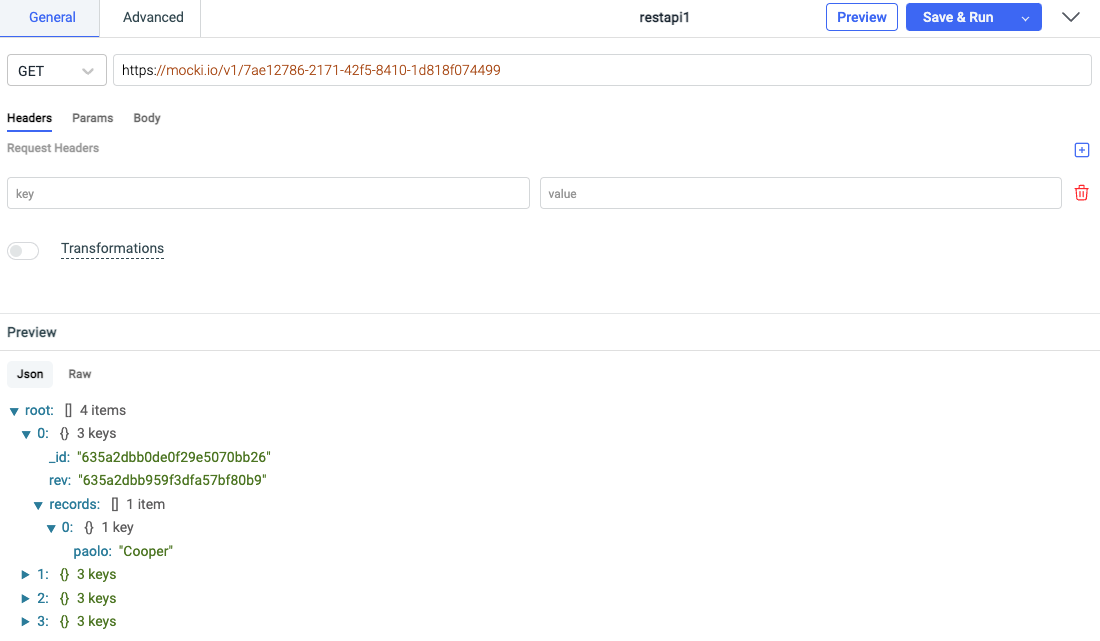 General Advanced restapi1 Preview Save & Run
GET https://mocki.io/v1/7ae12786-2171-42f5-8410-1d818f074499
Headers Params Body
Request Headers
key value
Transformations
Preview
Json Raw
root: [] 4 items
0: {} 3 keys
_id: "635a2dbb0de0f29e5070bb26"
rev: "635a2dbb959f3dfa57bf80b9"
records: [] 1 item
0: {} 1 key
paolo: "Cooper"
1: {} 3 keys
2: {} 3 keys
3: {} 3 keys